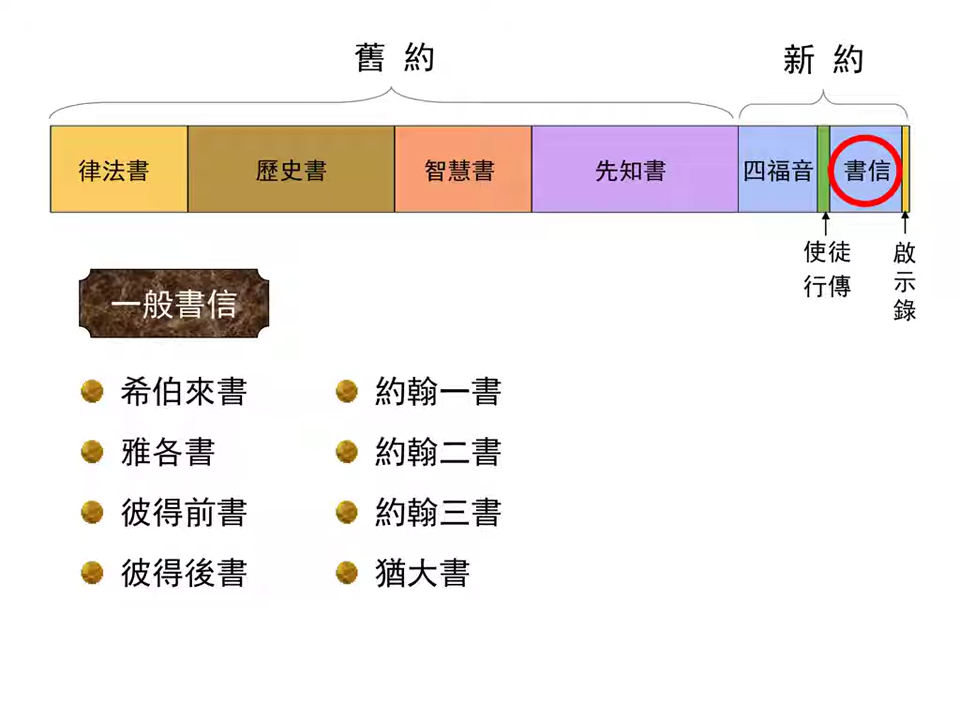 舊 約
新 約
律法書
歷史書
智慧書
先知書
四福音
書信
使徒
行傳
啟
示
錄
一般書信
希伯來書
雅各書
彼得前書
彼得後書
約翰一書
約翰二書
約翰三書
猶大書